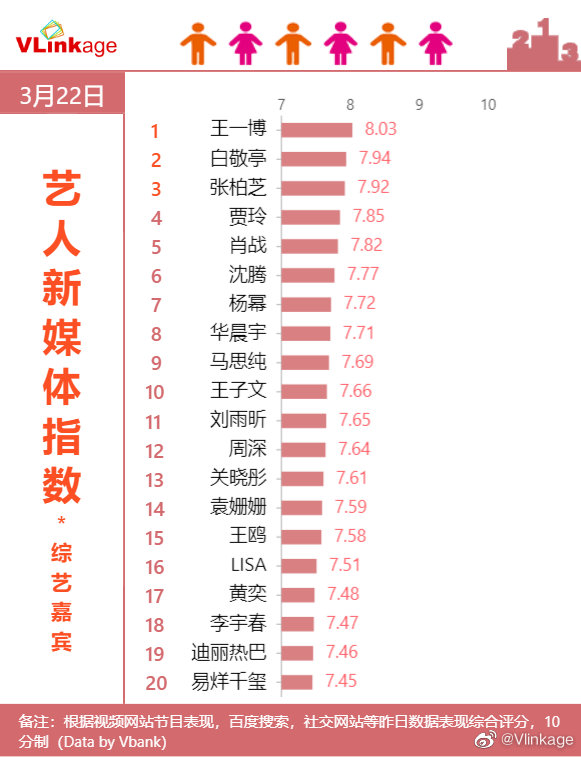 VLinkage
1 2 3
3月22日
艺人新媒体指数
*综艺嘉宾
7 8 9 10
1 王一博 8.03
2 白敬亭 7.94
3 张柏芝 7.92
4 贾玲 7.85
5 肖战 7.82
6 沈腾 7.77
7 杨幂 7.72
8 华晨宇 7.71
9 马思纯 7.69
10 王子文 7.66
11 刘雨昕 7.65
12 周深 7.64
13 关晓彤 7.61
14 袁姗姗 7.59
15 王鸥 7.58
16 LISA 7.51
17 黄奕 7.48
18 李宇春 7.47
19 迪丽热巴 7.46
20 易烊千玺 7.45
备注：根据视频网站节目表现，百度搜索，社交网站等昨日数据表现综合评分，10
分制（Data by Vbank）
@Vlinkage